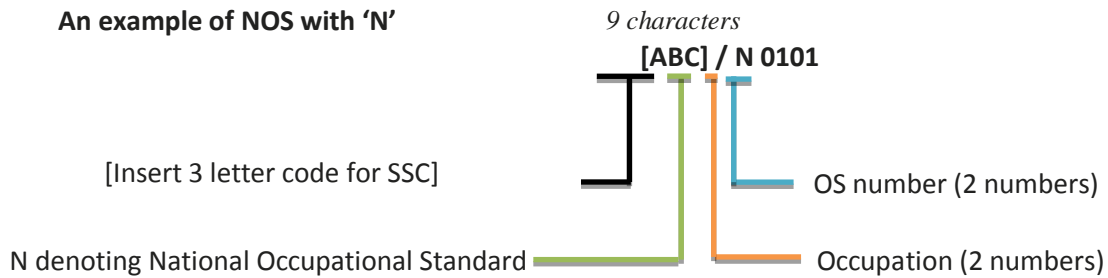 An example of NOS with ‘N’
9 characters
[ABC] / N 0101
[Insert 3 letter code for SSC]
OS number (2 numbers)
N denoting National Occupational Standard
Occupation (2 numbers)